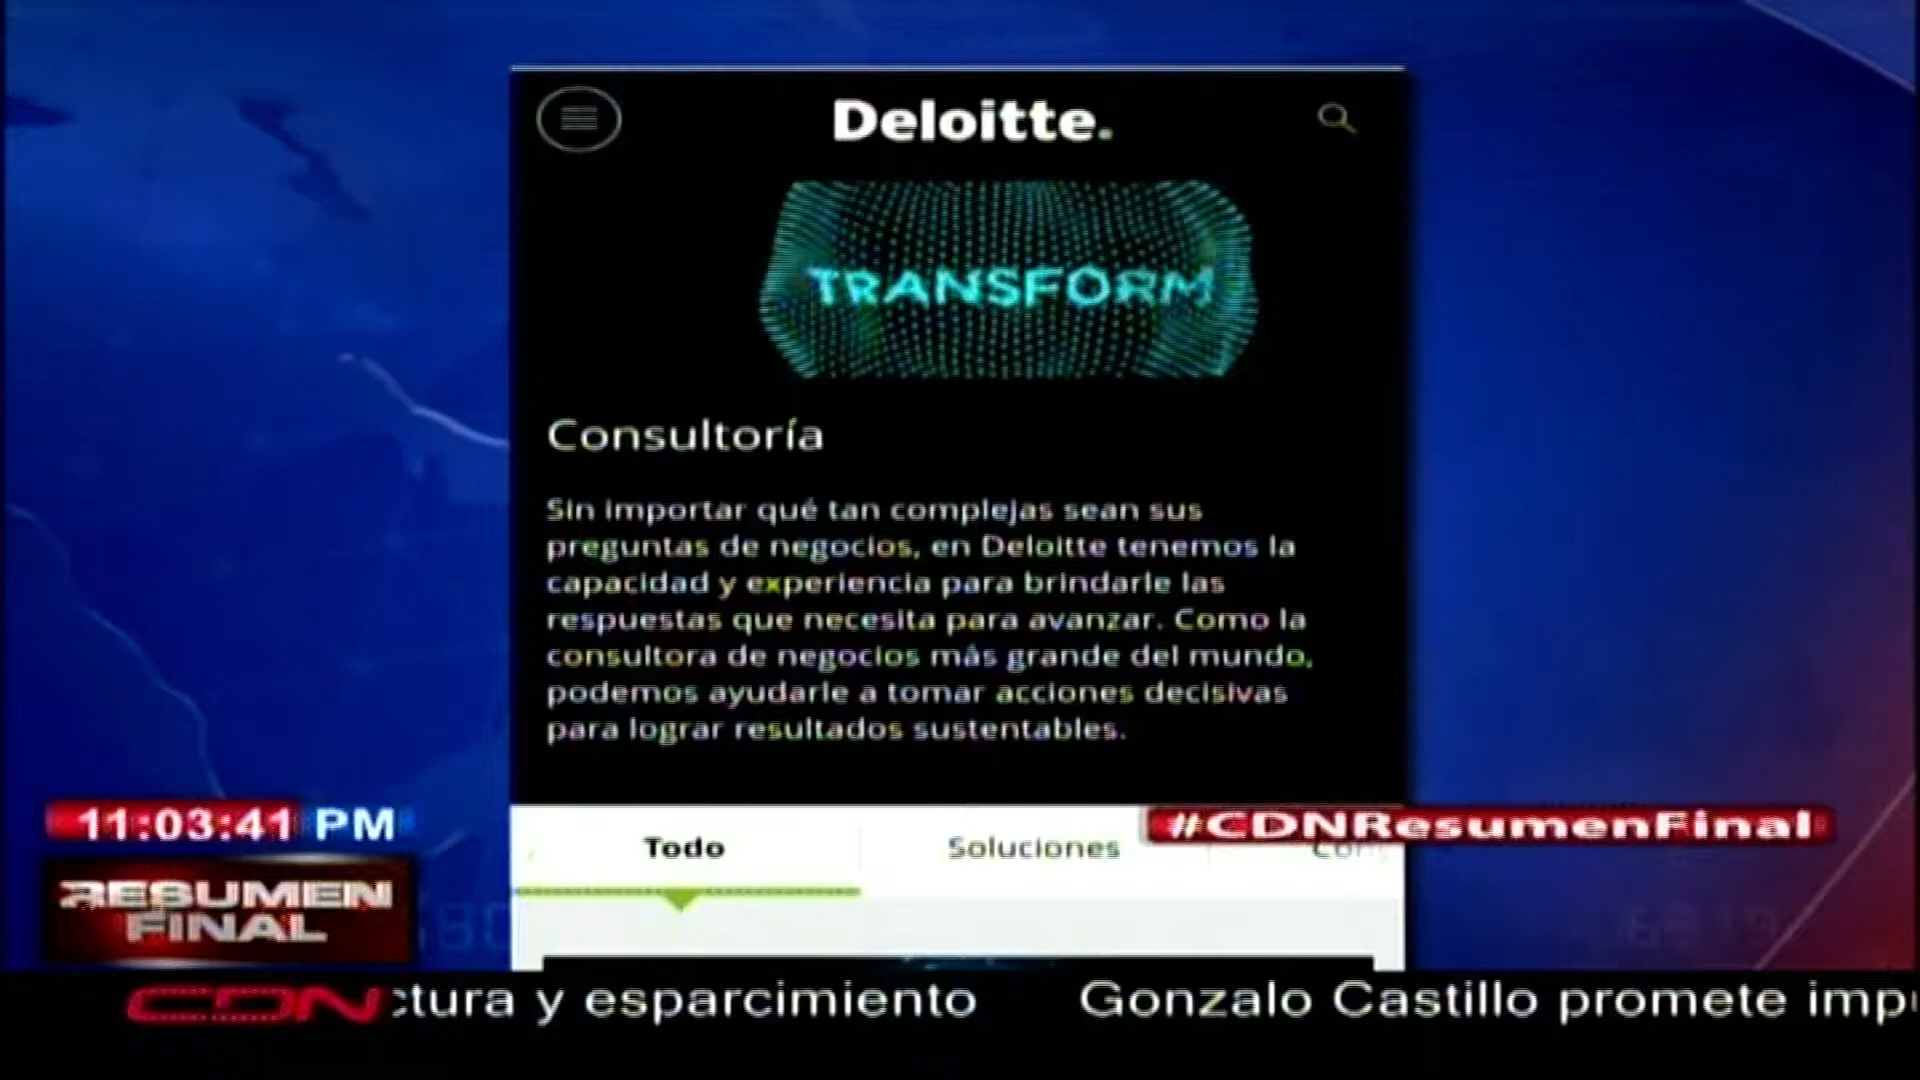 Deloitte.
TRANSFORM
Consultoría
Sin importar qué tan complejas sean sus
preguntas de negocios, en Deloitte tenemos la
capacidad y experiencia para brindarle las
respuestas que necesita para avanzar. Como la
consultora de negocios más grande del mundo,
podemos ayudarle a tomar acciones decisivas
para lograr resultados sustentables.
11:03:41 PM
#CDNResumenFinal
Todo
Soluciones
RESUMEN
FINAL
CDN
ctura y esparcimiento
Gonzalo Castillo promete imp